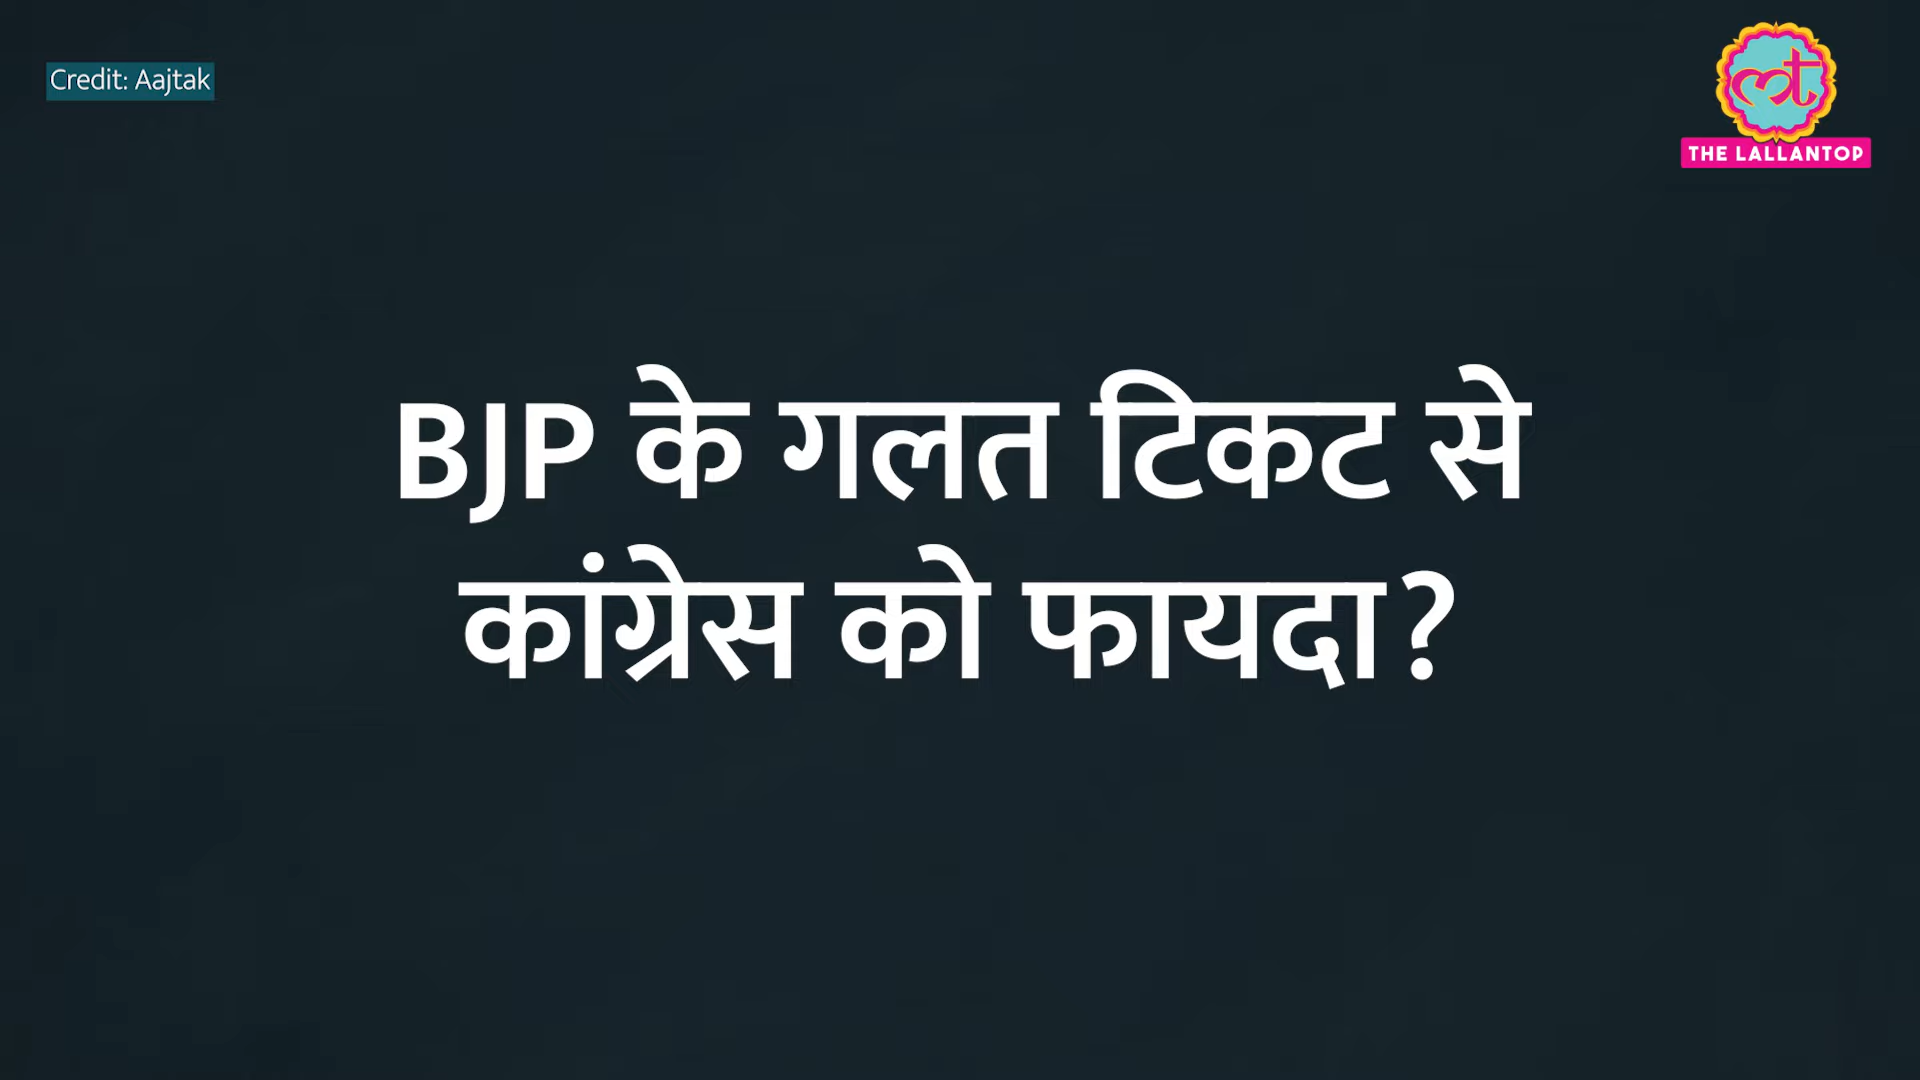 Credit: Aajtak
THE LALLANTOP
BJP के गलत टिकट से
कांग्रेस को फायदा?